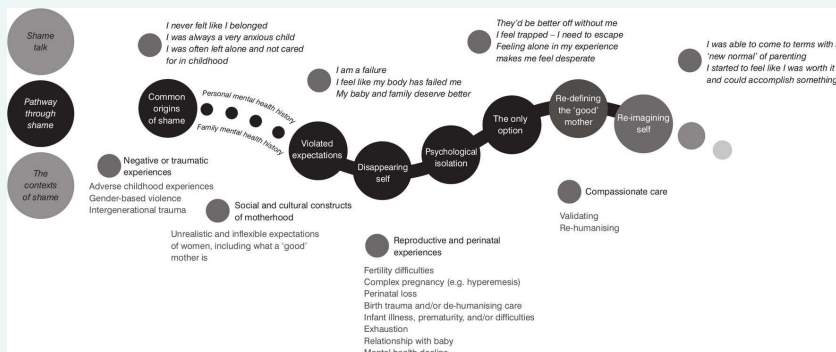 Shame
talk
Pathway
through
shame
The
contexts
of shame
I never felt like I belonged
I was always a very anxious child
I was often left alone and not cared
for in childhood
I am a failure
I feel like my body has failed me
My baby and family deserve better
They'd be better off without me
I feel trapped – I need to escape
Feeling alone in my experience
makes me feel desperate
I was able to come to terms with
'new normal' of parenting
I started to feel like I was worth it
and could accomplish something
Common
origins
of shame
Personal mental health history
Family mental health history
Violated
expectations
Disappearing
self
Psychological
isolation
The only
option
Re-defining
the 'good'
mother
Re-imagining
self
Negative or traumatic
experiences
Adverse childhood experiences
Gender-based violence
Intergenerational trauma
Social and cultural constructs
of motherhood
Unrealistic and inflexible expectations
of women, including what a 'good'
mother is
Reproductive and perinatal
experiences
Fertility difficulties
Complex pregnancy (e.g. hyperemesis)
Perinatal loss
Birth trauma and/or de-humanising care
Infant illness, prematurity, and/or difficulties
Exhaustion
Relationship with baby
Mental health decline
Compassionate care
Validating
Re-humanising